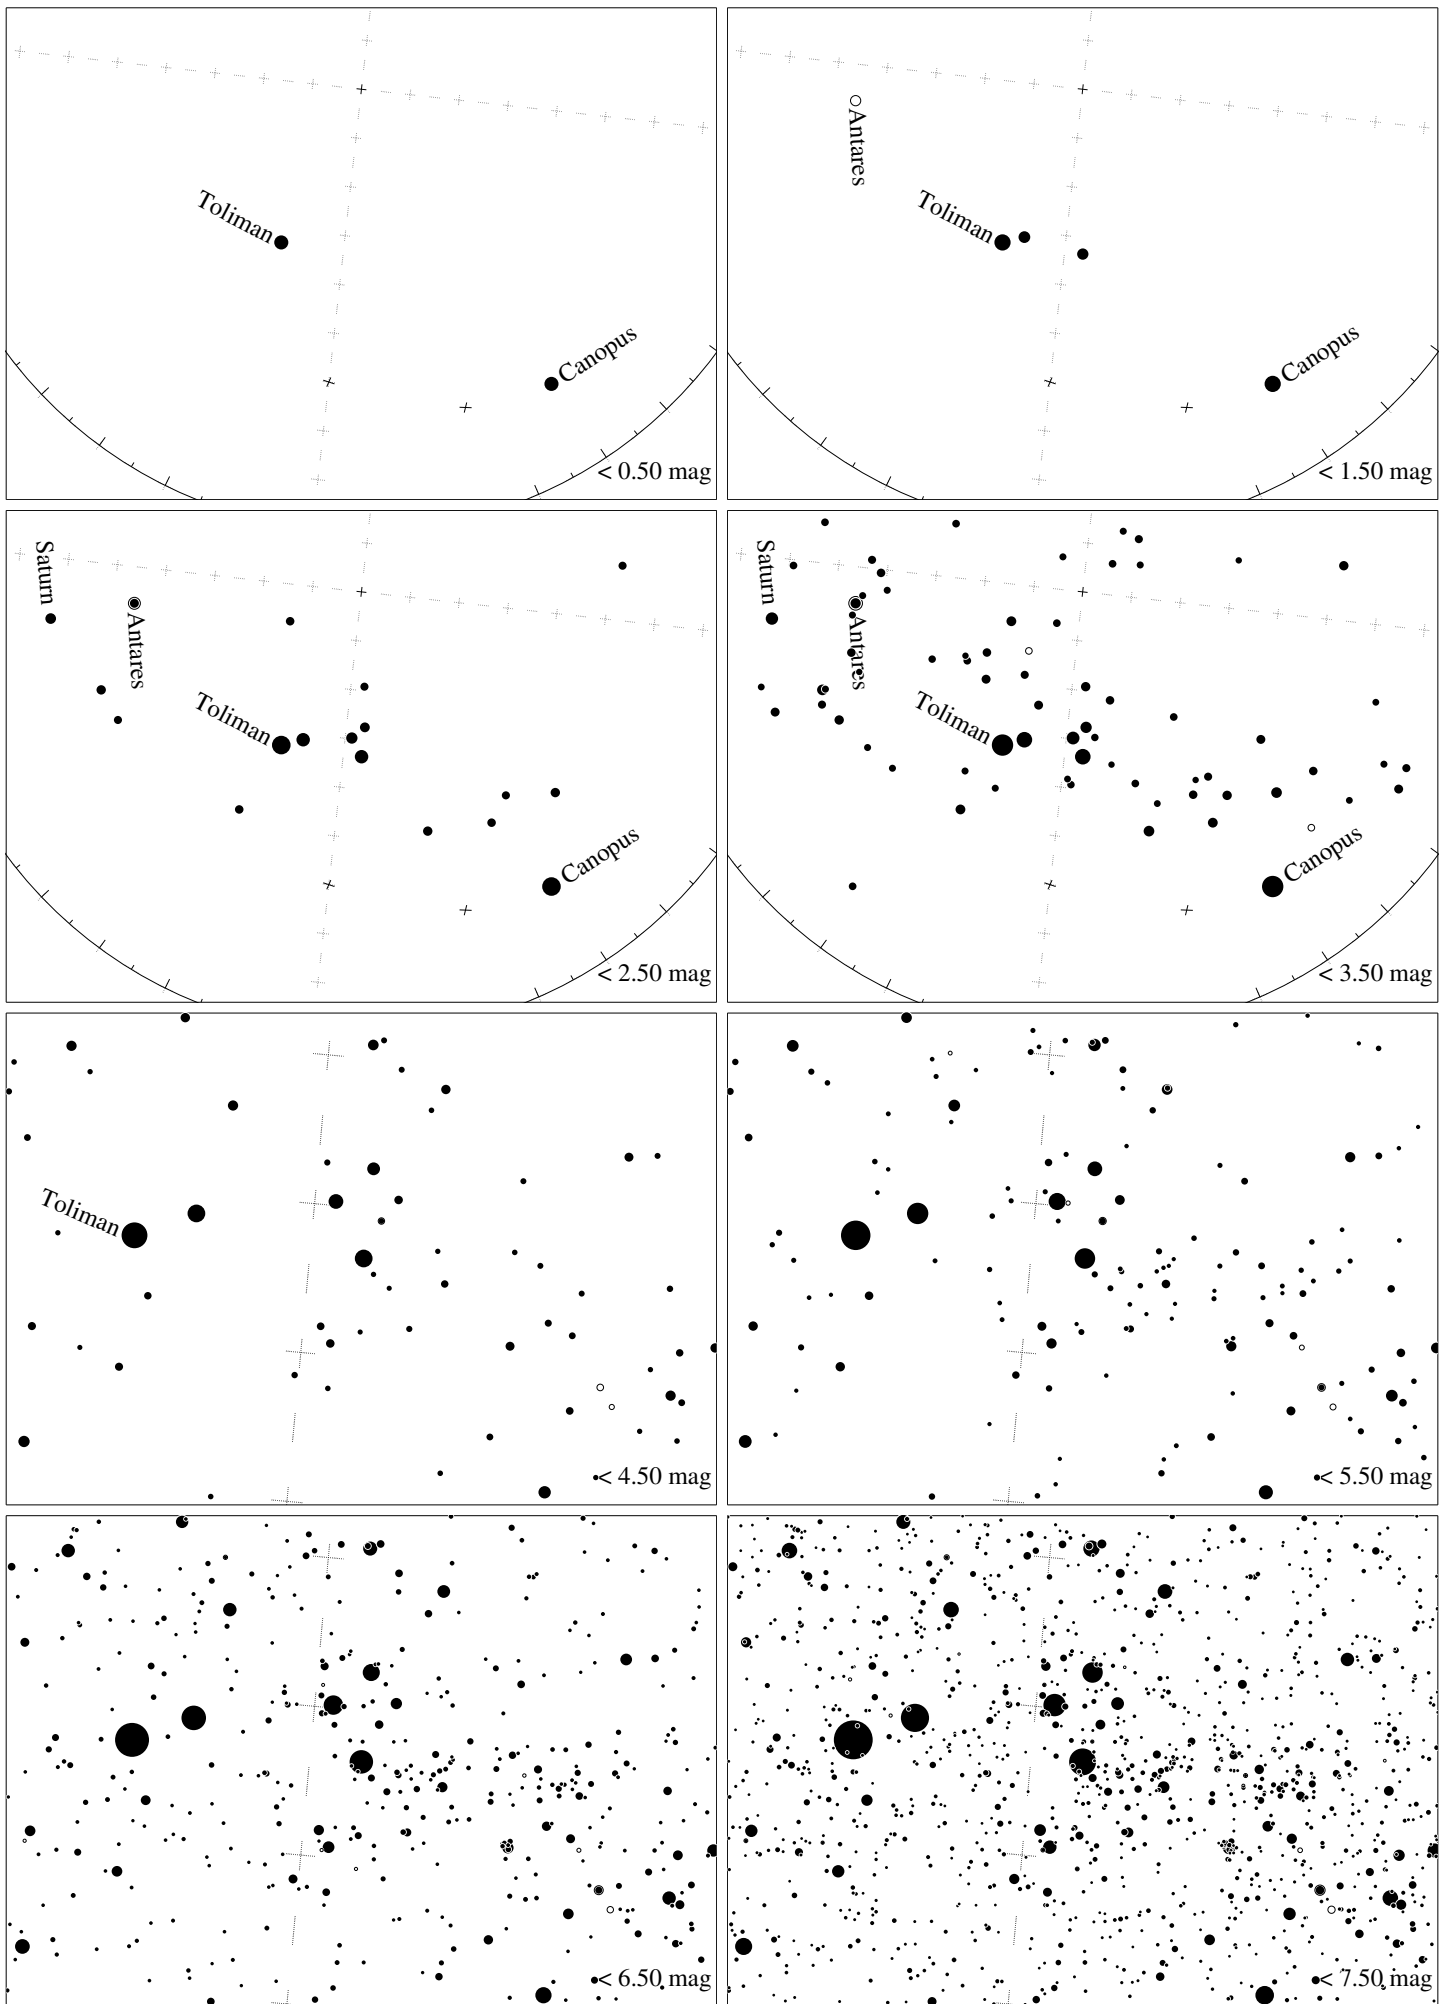 Toliman
Canopus
< 0.50 mag
Antares
Toliman
Canopus
< 1.50 mag
Saturn
Antares
Toliman
Canopus
< 2.50 mag
Saturn
Antares
Toliman
Canopus
< 3.50 mag
Toliman
< 4.50 mag
< 5.50 mag
< 6.50 mag
< 7.50 mag